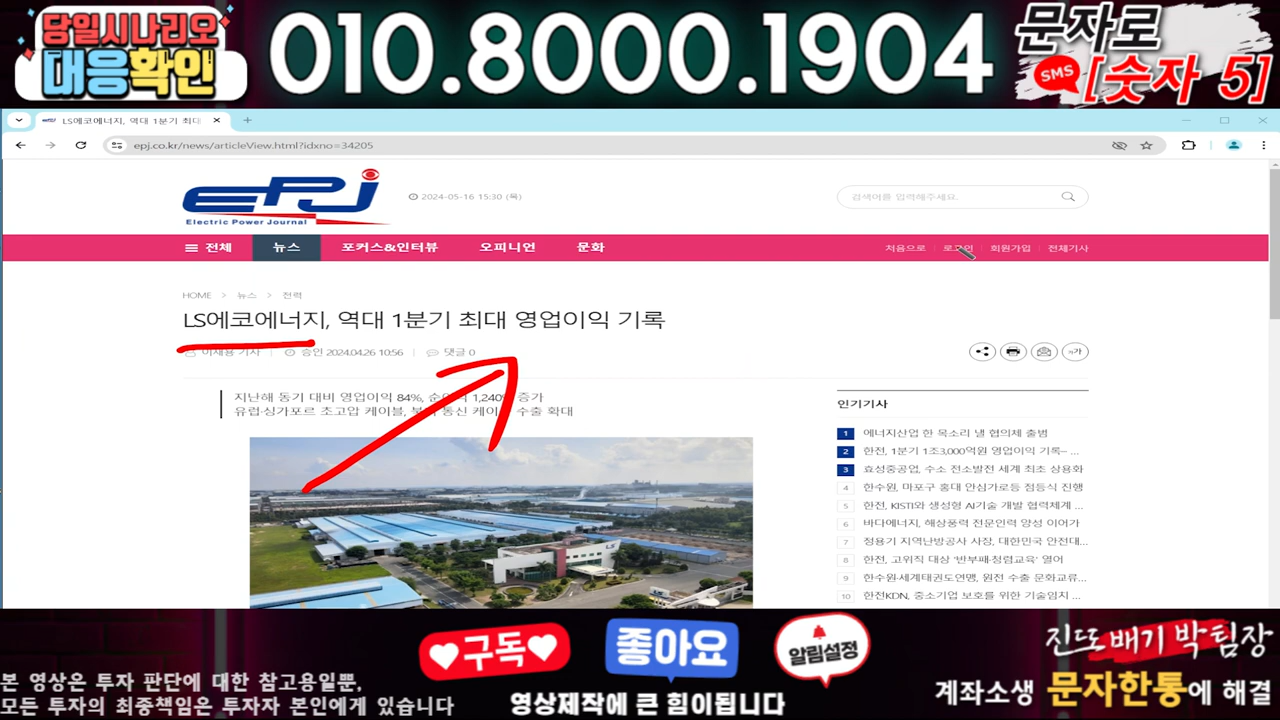 당일시나리오
대응확인
010.8000.1904
문자로
SMS
[숫자 5]
LS에코에너지, 역대 1분기 최대
epj.co.kr/news/articleView.html?idxno=34205
EPJ
Electric Power Journal
2024-05-16 15:30 (목)
검색어를 입력해주세요.
전체 뉴스 포커스&인터뷰 오피니언 문화
처음으로 로그인 회원가입 전체기사
HOME > 뉴스 > 전력
LS에코에너지, 역대 1분기 최대 영업이익 기록
이재용 기자 승인 2024.04.26 10:56 댓글 0
가
지난해 동기 대비 영업이익 84%, 1,240% 증가
유럽·싱가포르 초고압 케이블, 통신 수출 확대
인기기사
1 에너지산업 한 목소리 낼 협의체 출범
2 한전, 1분기 1조3,000억원 영업이익 기록− ...
3 효성중공업, 수소 전소발전 세계 최초 상용화
4 한수원, 마포구 홍대 안심가로등 점등식 진행
5 한전, KISTI와 생성형 AI기술 개발 협력체계 ...
6 바다에너지, 해상풍력 전문인력 양성 이어가
7 정용기 지역난방공사 사장, 대한민국 안전대...
8 한전, 고위직 대상 '반부패·청렴교육' 열어
9 한수원·세계태권도연맹, 원전 수출 문화교류...
10 한전KDN, 중소기업 보호를 위한 기술임치 ...
구독
좋아요
알림설정
진또배기 박팀장
본 영상은 투자 판단에 대한 참고용일뿐,
모든 투자의 최종책임은 투자자 본인에게 있습니다
영상제작에 큰 힘이됩니다
계좌소생 문자한통에 해결